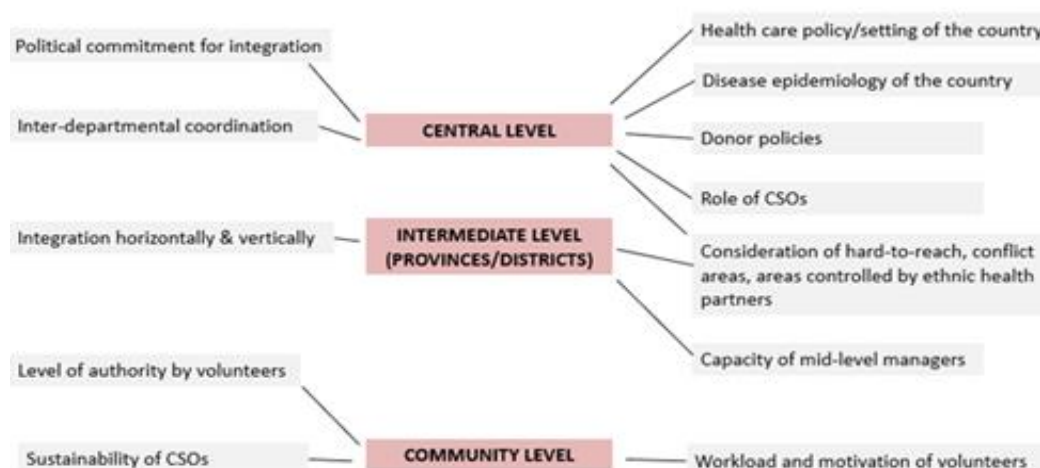 Political commitment for integration
Inter-departmental coordination
CENTRAL LEVEL
Health care policy/setting of the country
Disease epidemiology of the country
Donor policies
Role of CSOs
Integration horizontally & vertically
INTERMEDIATE LEVEL
(PROVINCES/DISTRICTS)
Consideration of hard-to-reach, conflict
areas, areas controlled by ethnic health
partners
Capacity of mid-level managers
Level of authority by volunteers
Sustainability of CSOs
COMMUNITY LEVEL
Workload and motivation of volunteers